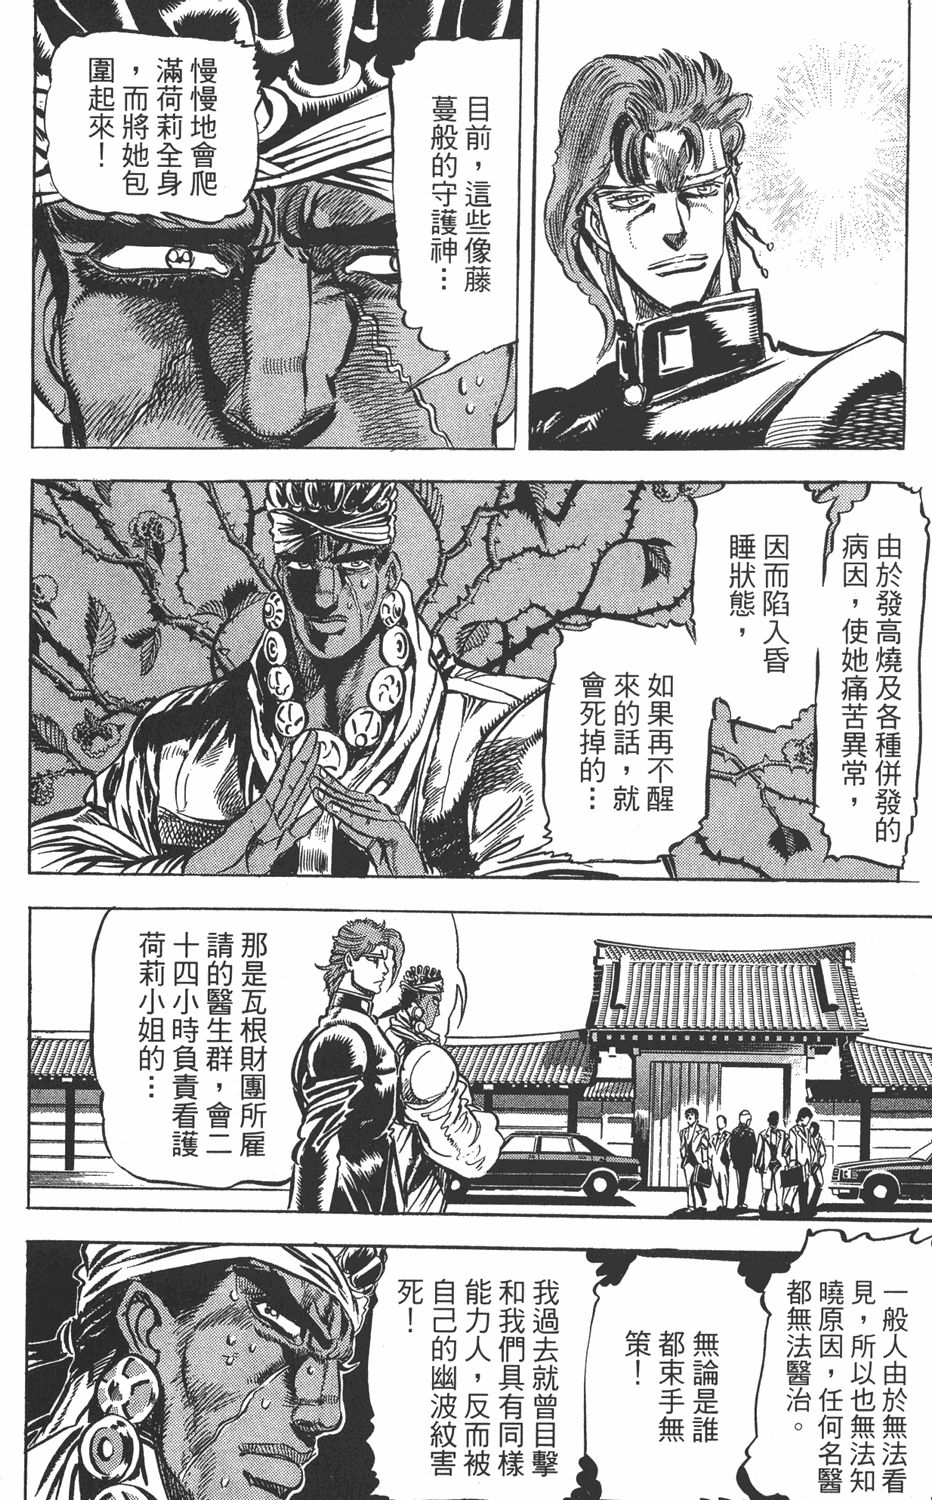 目前，這些像藤
蔓般的守護神…
慢慢地會爬
滿荷莉全身
，而將她包
圍起來！
由於發高燒及各種併發的
病因，使她痛苦異常，
因而陷入昏
睡狀態，
如果再不醒
來的話，就
會死掉的…
那是瓦根財團所雇
請的醫生群，會二
十四小時負責看護
荷莉小姐的…
一般人由於無法看
見，所以也無法知
曉原因，任何名醫
都無法醫治。
無論是誰
都束手無
策！
我過去就曾目擊
和我們具有同樣
能力人，反而被
自己的幽波紋害
死！